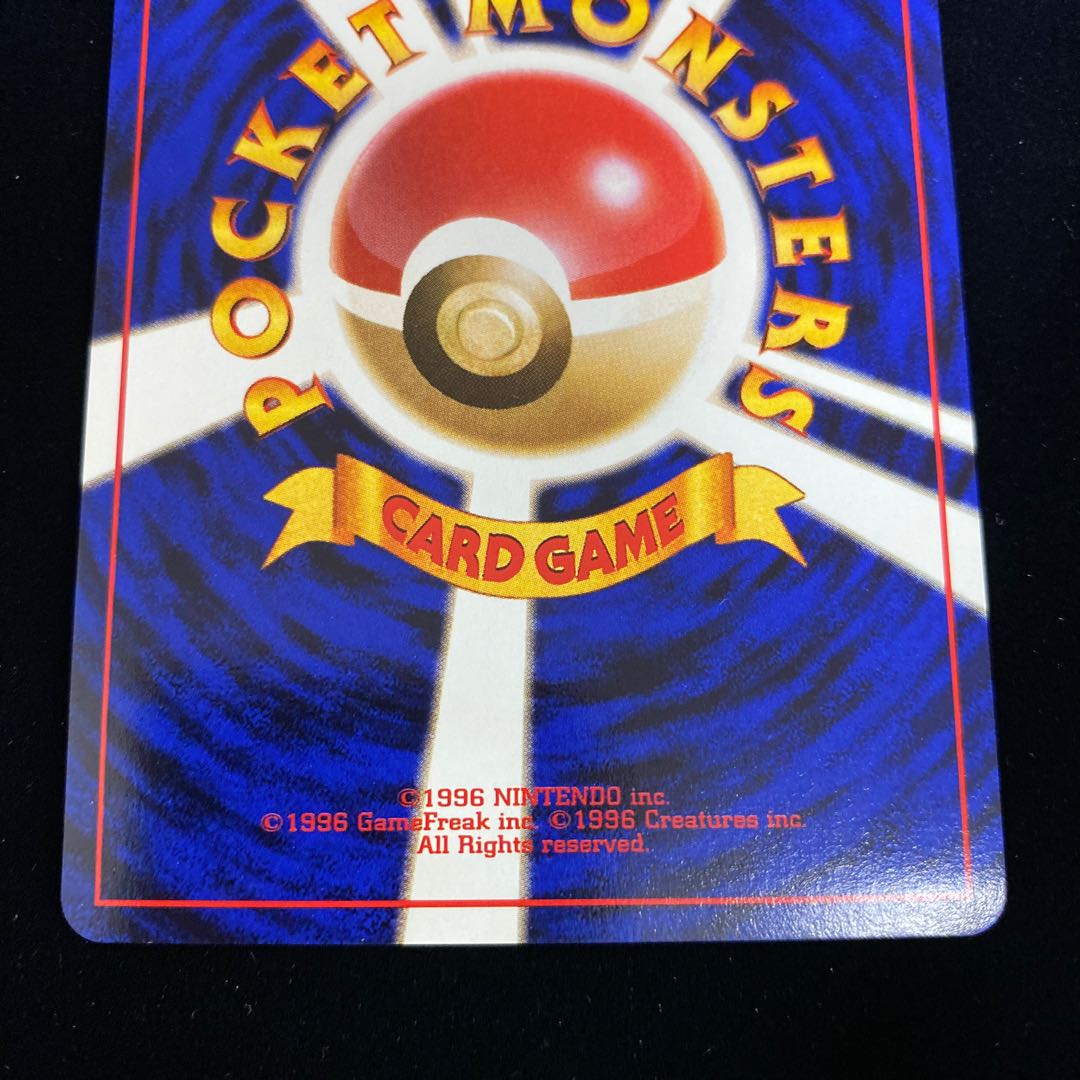 POCKET MONSTERS
CARD GAME
©1996 NINTENDO inc.
©1996 GameFreak inc. ©1996 Creatures inc.
All Rights reserved.